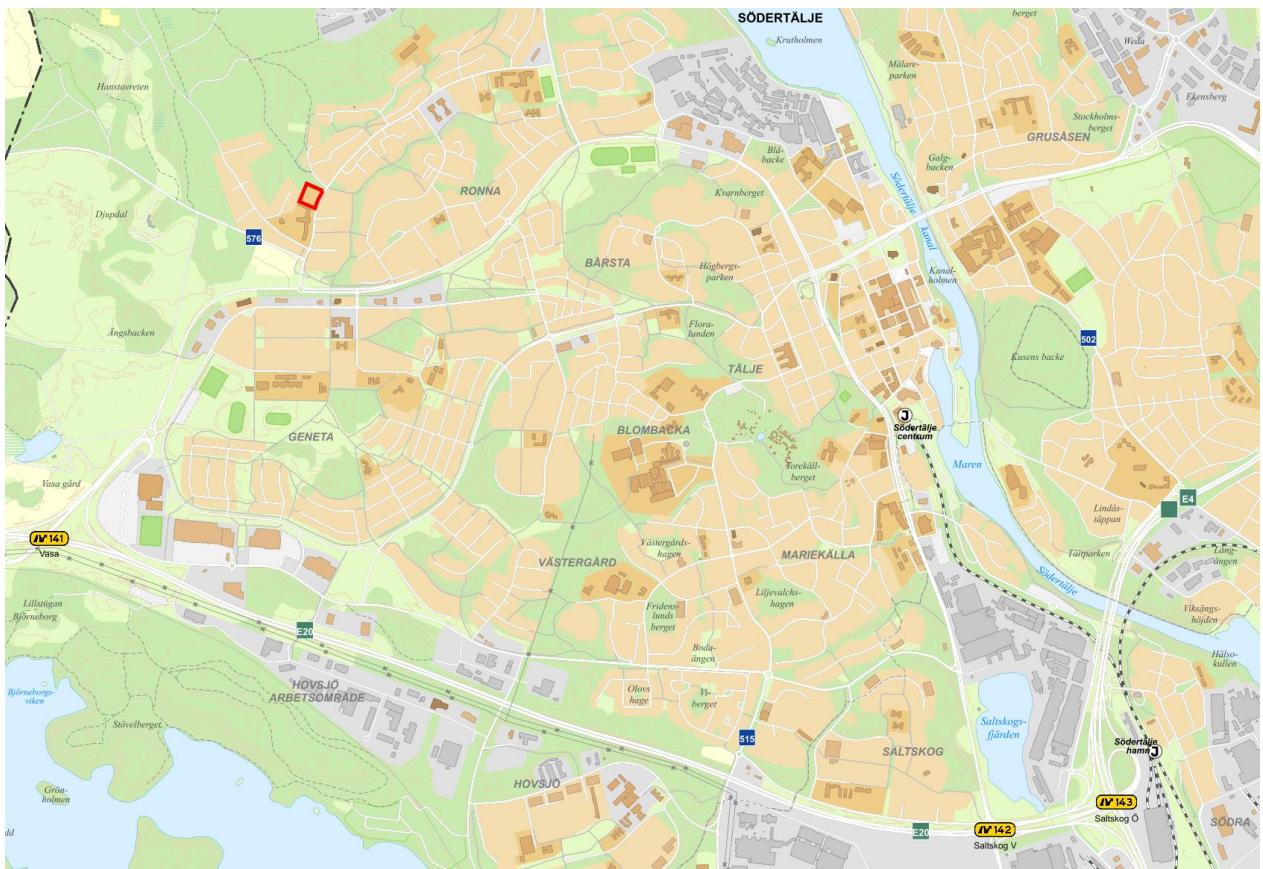 SÖDERTÄLJE
Krutholmen
berget
Weda
Mälare-
parken
Hanstavreten
Ekensberg
Stockholms-
berget
GRUSÅSEN
Blå-
backe
Galg-
backen
RONNA
Kvarnberget
Södertälje
kanal
Djupdal
576
BÅRSTA
Högbergs-
parken
Kanal-
holmen
Ängsbacken
Flora-
lunden
502
Kusens backe
TÄLJE
Södertälje
centrum
BLOMBACKA
GENETA
Torekäll-
berget
Maren
Vasa gård
E4
Lindås-
täppan
141
Vasa
Västergårds-
hagen
MARIEKÄLLA
Tältparken
Lång-
ängen
VÄSTERGÅRD
Södertälje
Lillstugan
Björneborg
Liljevalchs-
hagen
Fridens-
lunds
berget
Viksängs-
höjden
E20
Boda-
ängen
Hälso-
kullen
HOVSJÖ
ARBETSOMRÅDE
Björneborgs-
viken
Olovs
hage
Vi-
berget
Stövelberget
Saltskogs-
fjärden
515
SALTSKOG
Södertälje
hamn
HOVSJÖ
Grön-
holmen
143
Saltskog Ö
SÖDRA
E20
142
Saltskog V